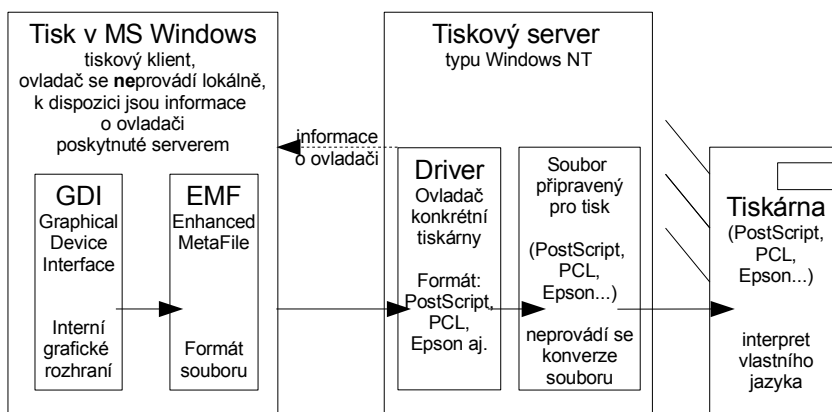 Tisk v MS Windows
tiskový klient,
ovladač se neprovádí lokálně,
k dispozici jsou informace
o ovladači
poskytnuté serverem
GDI
Graphical
Device
Interface
Interní
grafické
rozhraní
EMF
Enhanced
MetaFile
Formát
souboru
informace
o ovladači
Tiskový server
typu Windows NT
Driver
Ovladač
konkrétní
tiskárny
Formát:
PostScript,
PCL,
Epson aj.
Soubor
připravený
pro tisk
(PostScript,
PCL,
Epson...)
neprovádí se
konverze
souboru
Tiskárna
(PostScript,
PCL,
Epson...)
interpret
vlastního
jazyka